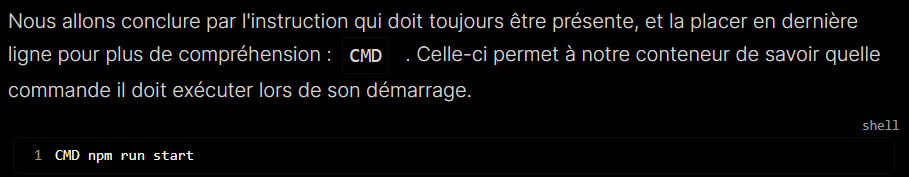 Nous allons conclure par l'instruction qui doit toujours être présente, et la placer en dernière
ligne pour plus de compréhension : CMD . Celle-ci permet à notre conteneur de savoir quelle
commande il doit exécuter lors de son démarrage.
shell
1 CMD npm run start